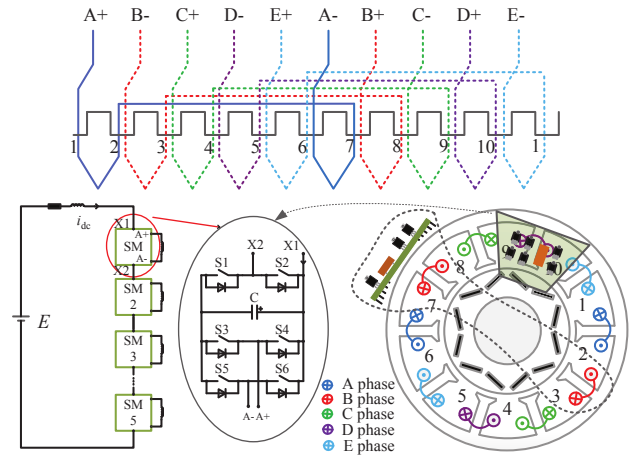 A+ B- C+ D- E+ A- B+ C- D+ E-
1 2 3 4 5 6 7 8 9 10 1
i_dc
X1
A+
SM
A-
X2
SM
2
SM
3
SM
5
E
X2 X1
S1 S2
C +
S3 S4
S5 S6
A- A+
8
9
7
1
6
2
5
4
3
A phase
B phase
C phase
D phase
E phase